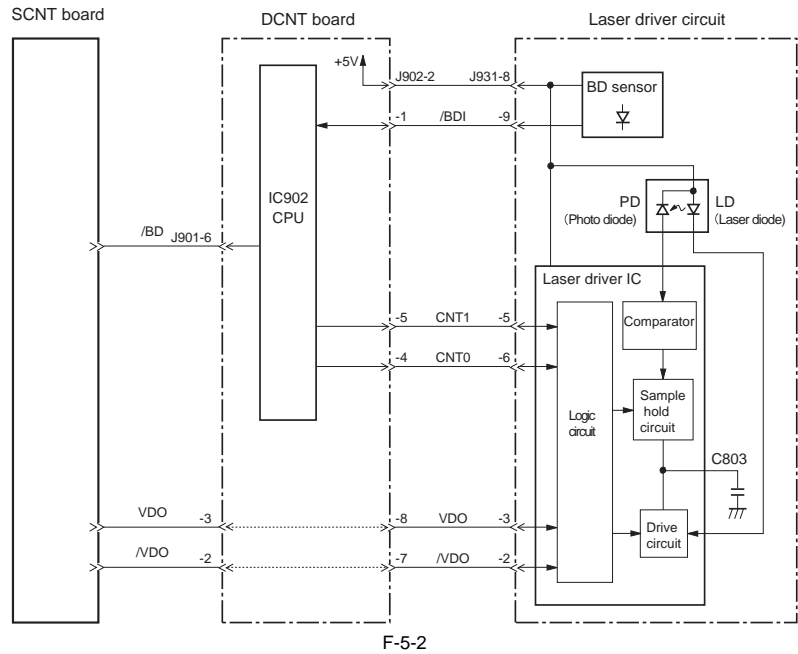 SCNT board
DCNT board
Laser driver circuit
+5V
J902-2
J931-8
BD sensor
-1
/BDI
-9
IC902
CPU
PD
(Photo diode)
LD
(Laser diode)
/BD
J901-6
Laser driver IC
-5
CNT1
-5
Comparator
-4
CNT0
-6
Logic
circuit
Sample
hold
circuit
C803
VDO
-3
-8
VDO
-3
Drive
circuit
/VDO
-2
-7
/VDO
-2
F-5-2